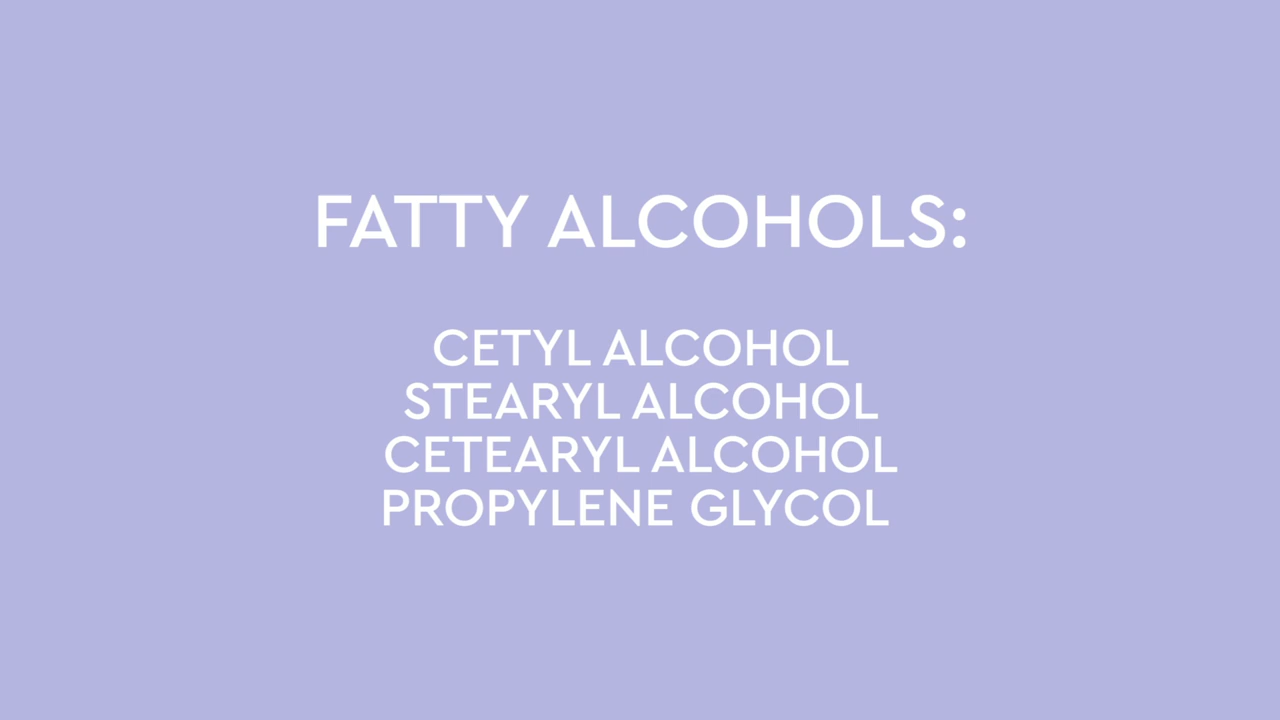 FATTY ALCOHOLS:
CETYL ALCOHOL
STEARYL ALCOHOL
CETEARYL ALCOHOL
PROPYLENE GLYCOL